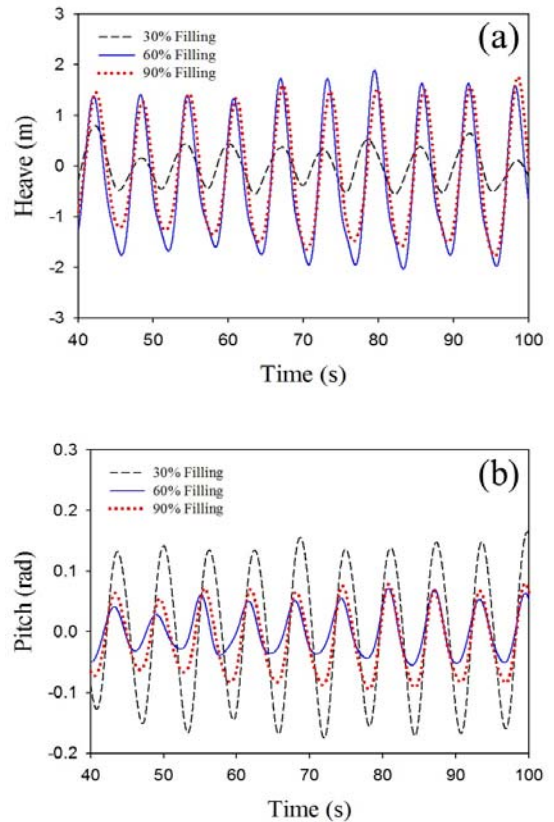 (a)
30% Filling
60% Filling
90% Filling
3
2
1
0
-1
-2
-3
Heave (m)
40 50 60 70 80 90 100
Time (s)
(b)
30% Filling
60% Filling
90% Filling
0.3
0.2
0.1
0.0
-0.1
-0.2
Pitch (rad)
40 50 60 70 80 90 100
Time (s)